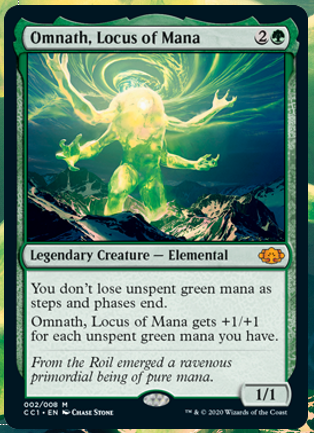 Omnath, Locus of Mana 2
Legendary Creature — Elemental
You don't lose unspent green mana as
steps and phases end.
Omnath, Locus of Mana gets +1/+1
for each unspent green mana you have.
From the Roil emerged a ravenous
primordial being of pure mana.
1/1
002/008 M
CC1 • EN Chase Stone
™ & © 2020 Wizards of the Coast